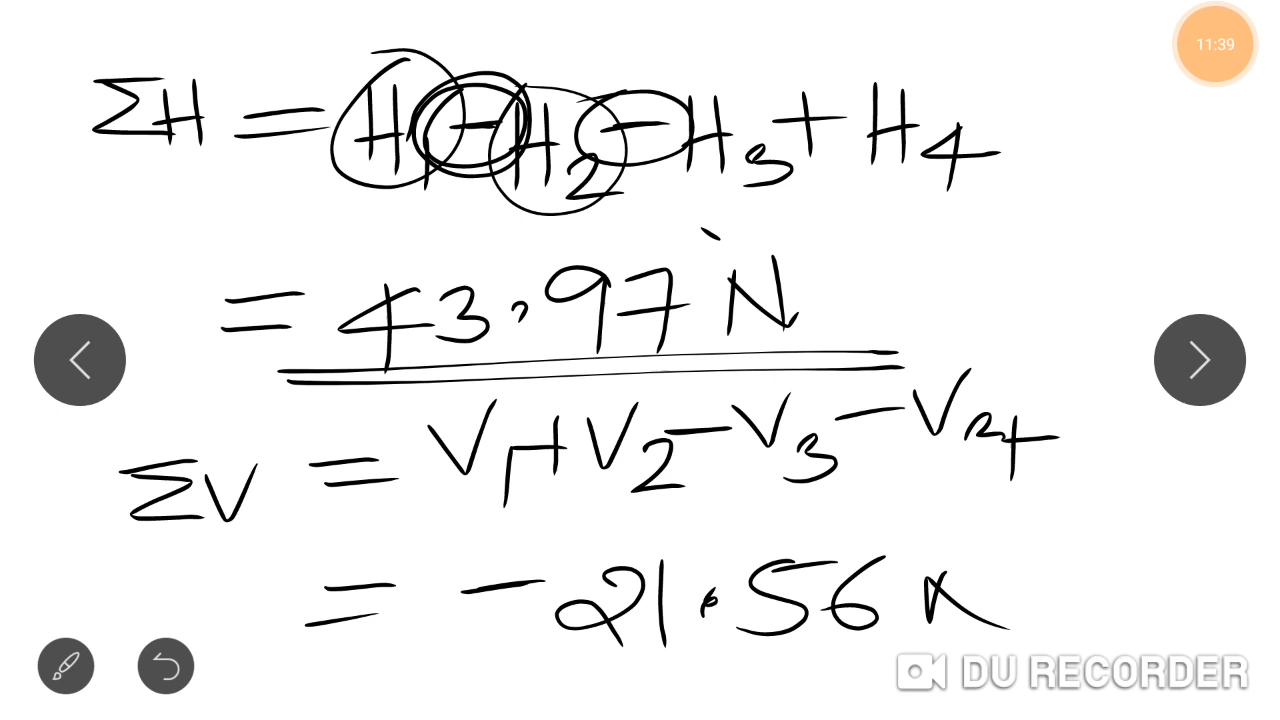 11:39
ΣH = H₁ - H₂ - H₃ + H₄
= 43.97 N
ΣV = V₁ + V₂ - V₃ - V₄
= - 21.56 N
DU RECORDER